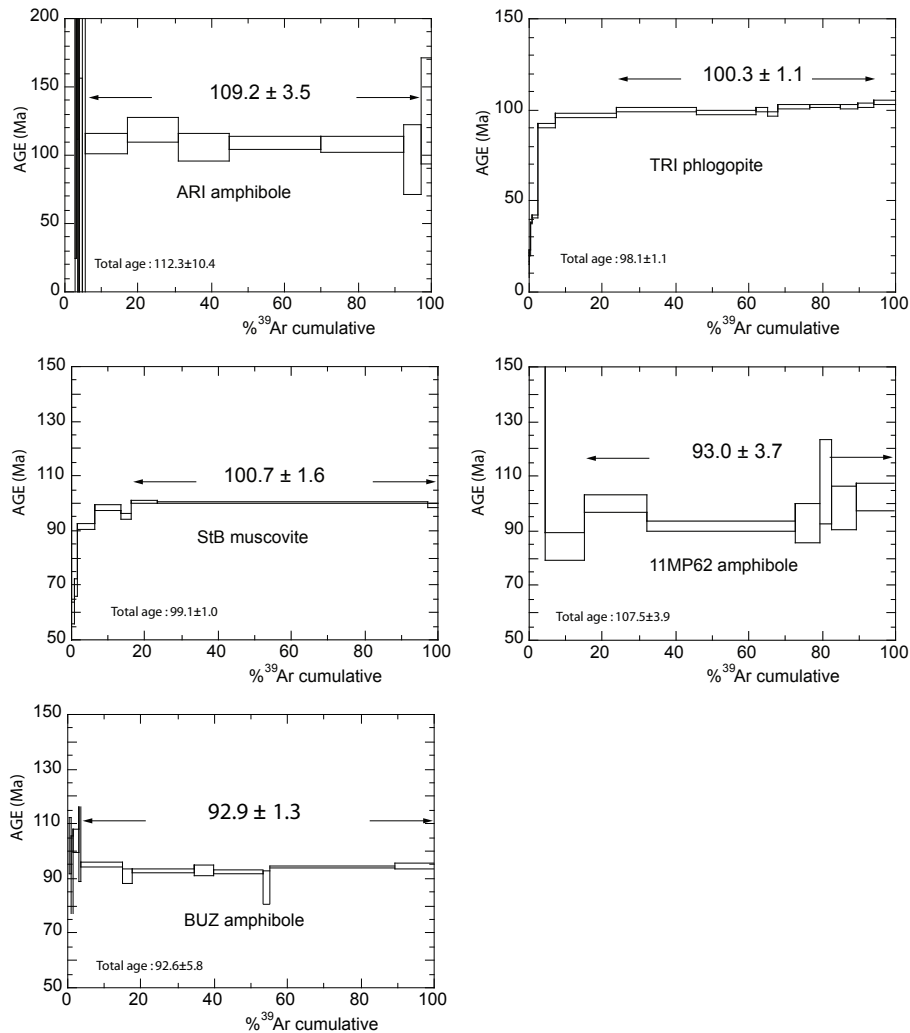 200
150
100
50
0
AGE (Ma)
109.2 ± 3.5
ARI amphibole
Total age : 112.3±10.4
0 20 40 60 80 100
%39Ar cumulative
150
100
50
0
AGE (Ma)
100.3 ± 1.1
TRI phlogopite
Total age : 98.1±1.1
0 20 40 60 80 100
%39Ar cumulative
150
130
110
90
70
50
AGE (Ma)
100.7 ± 1.6
StB muscovite
Total age : 99.1±1.0
0 20 40 60 80 100
%39Ar cumulative
150
130
110
90
70
50
AGE (Ma)
93.0 ± 3.7
11MP62 amphibole
Total age : 107.5±3.9
0 20 40 60 80 100
%39Ar cumulative
150
130
110
90
70
50
AGE (Ma)
92.9 ± 1.3
BUZ amphibole
Total age : 92.6±5.8
0 20 40 60 80 100
%39Ar cumulative